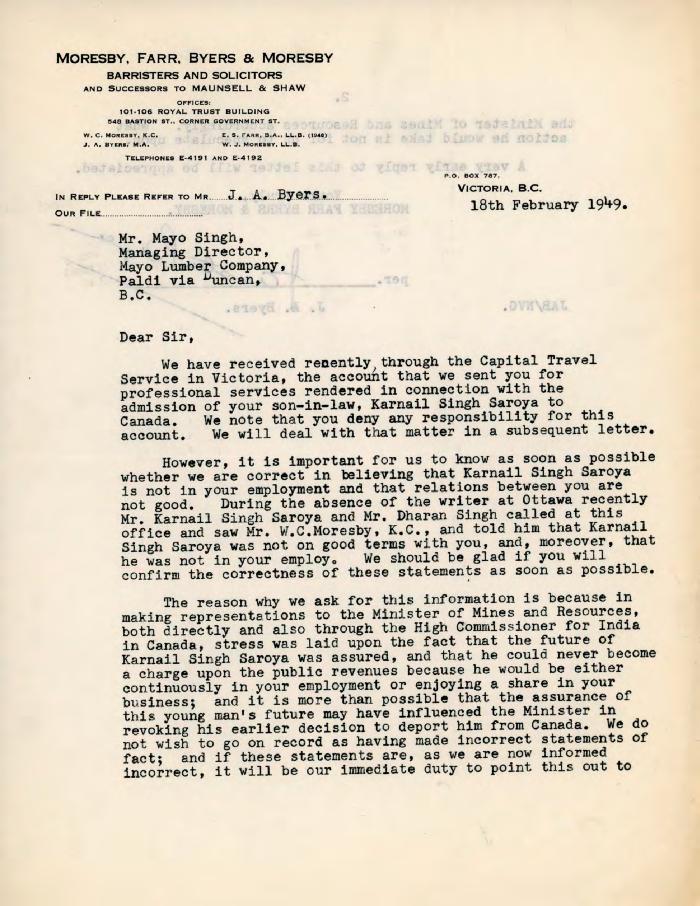 MORESBY, FARR, BYERS & MORESBY
BARRISTERS AND SOLICITORS
AND SUCCESSORS TO MAUNSELL & SHAW
OFFICES:
101-106 ROYAL TRUST BUILDING
548 BASTION ST., CORNER GOVERNMENT ST.
W. C. MORESBY, K.C. E. S. FARR, B.A., LL.B. (1946)
J. A. BYERS, M.A. W. J. MORESBY, LL.B.
TELEPHONES E-4191 AND E-4192
P.O. BOX 787,
VICTORIA, B.C.
IN REPLY PLEASE REFER TO MR. J. A. Byers.
18th February 1949.
OUR FILE
Mr. Mayo Singh,
Managing Director,
Mayo Lumber Company,
Paldi via Duncan,
B.C.
Dear Sir,
We have received recently, through the Capital Travel
Service in Victoria, the account that we sent you for
professional services rendered in connection with the
admission of your son-in-law, Karnail Singh Saroya to
Canada. We note that you deny any responsibility for this
account. We will deal with that matter in a subsequent letter.
However, it is important for us to know as soon as possible
whether we are correct in believing that Karnail Singh Saroya
is not in your employment and that relations between you are
not good. During the absence of the writer at Ottawa recently
Mr. Karnail Singh Saroya and Mr. Dharan Singh called at this
office and saw Mr. W.C.Moresby, K.C., and told him that Karnail
Singh Saroya was not on good terms with you, and, moreover, that
he was not in your employ. We should be glad if you will
confirm the correctness of these statements as soon as possible.
The reason why we ask for this information is because in
making representations to the Minister of Mines and Resources,
both directly and also through the High Commissioner for India
in Canada, stress was laid upon the fact that the future of
Karnail Singh Saroya was assured, and that he could never become
a charge upon the public revenues because he would be either
continuously in your employment or enjoying a share in your
business; and it is more than possible that the assurance of
this young man's future may have influenced the Minister in
revoking his earlier decision to deport him from Canada. We do
not wish to go on record as having made incorrect statements of
fact; and if these statements are, as we are now informed
incorrect, it will be our immediate duty to point this out to